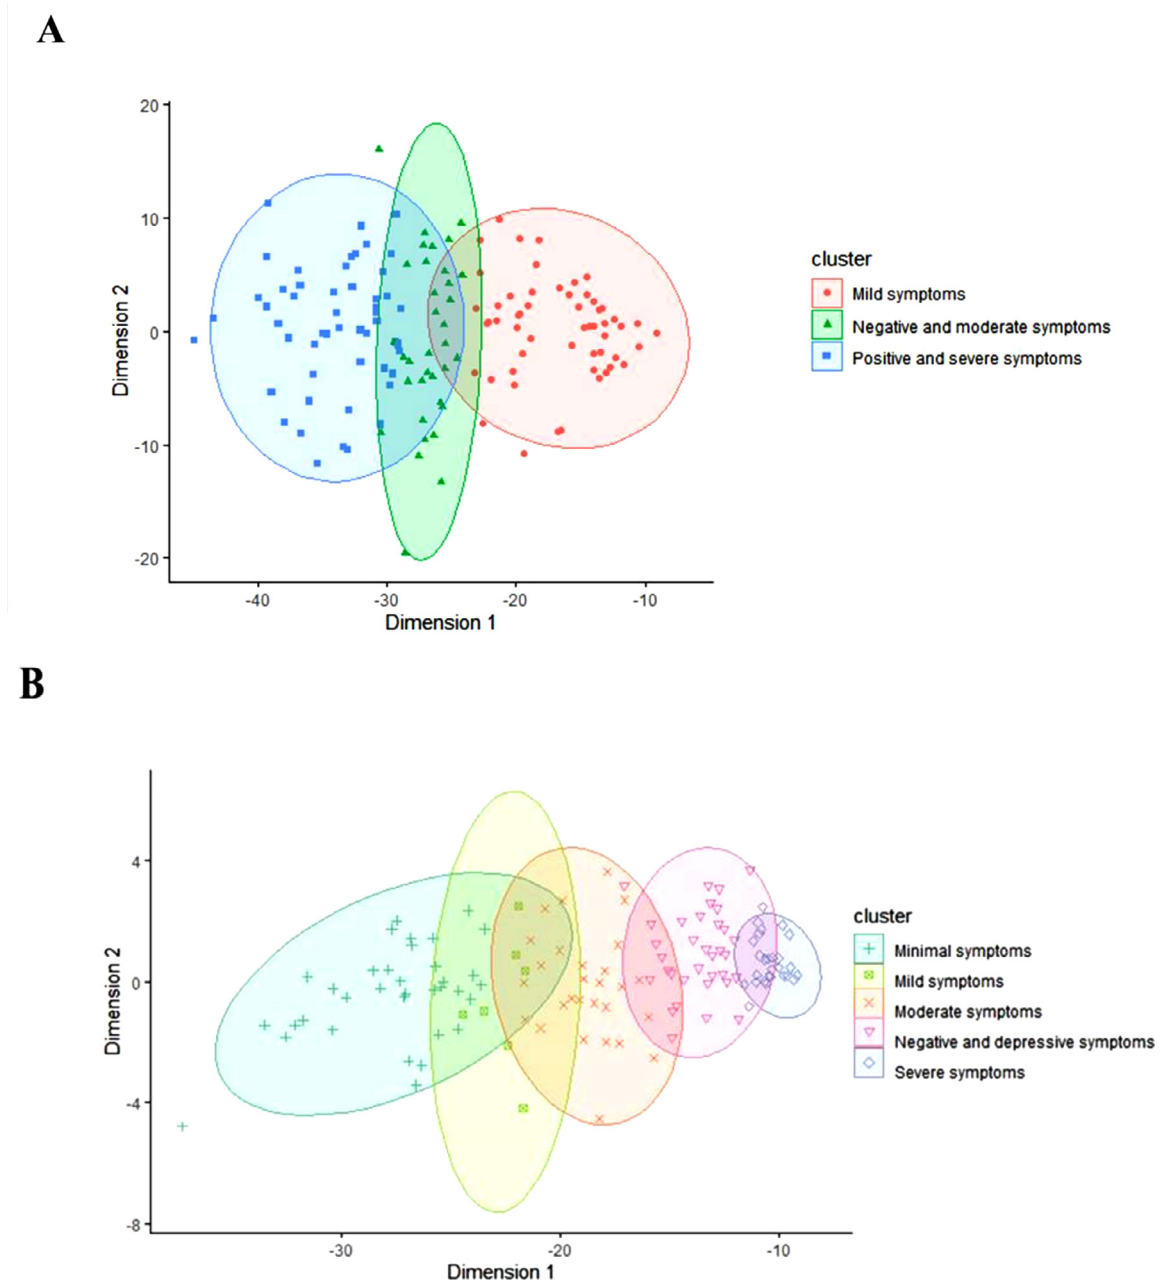 A
20
10
0
-10
-20
Dimension 2
-40 -30 -20 -10
Dimension 1
cluster
Mild symptoms
Negative and moderate symptoms
Positive and severe symptoms
B
4
0
-4
-8
Dimension 2
-30 -20 -10
Dimension 1
cluster
Minimal symptoms
Mild symptoms
Moderate symptoms
Negative and depressive symptoms
Severe symptoms